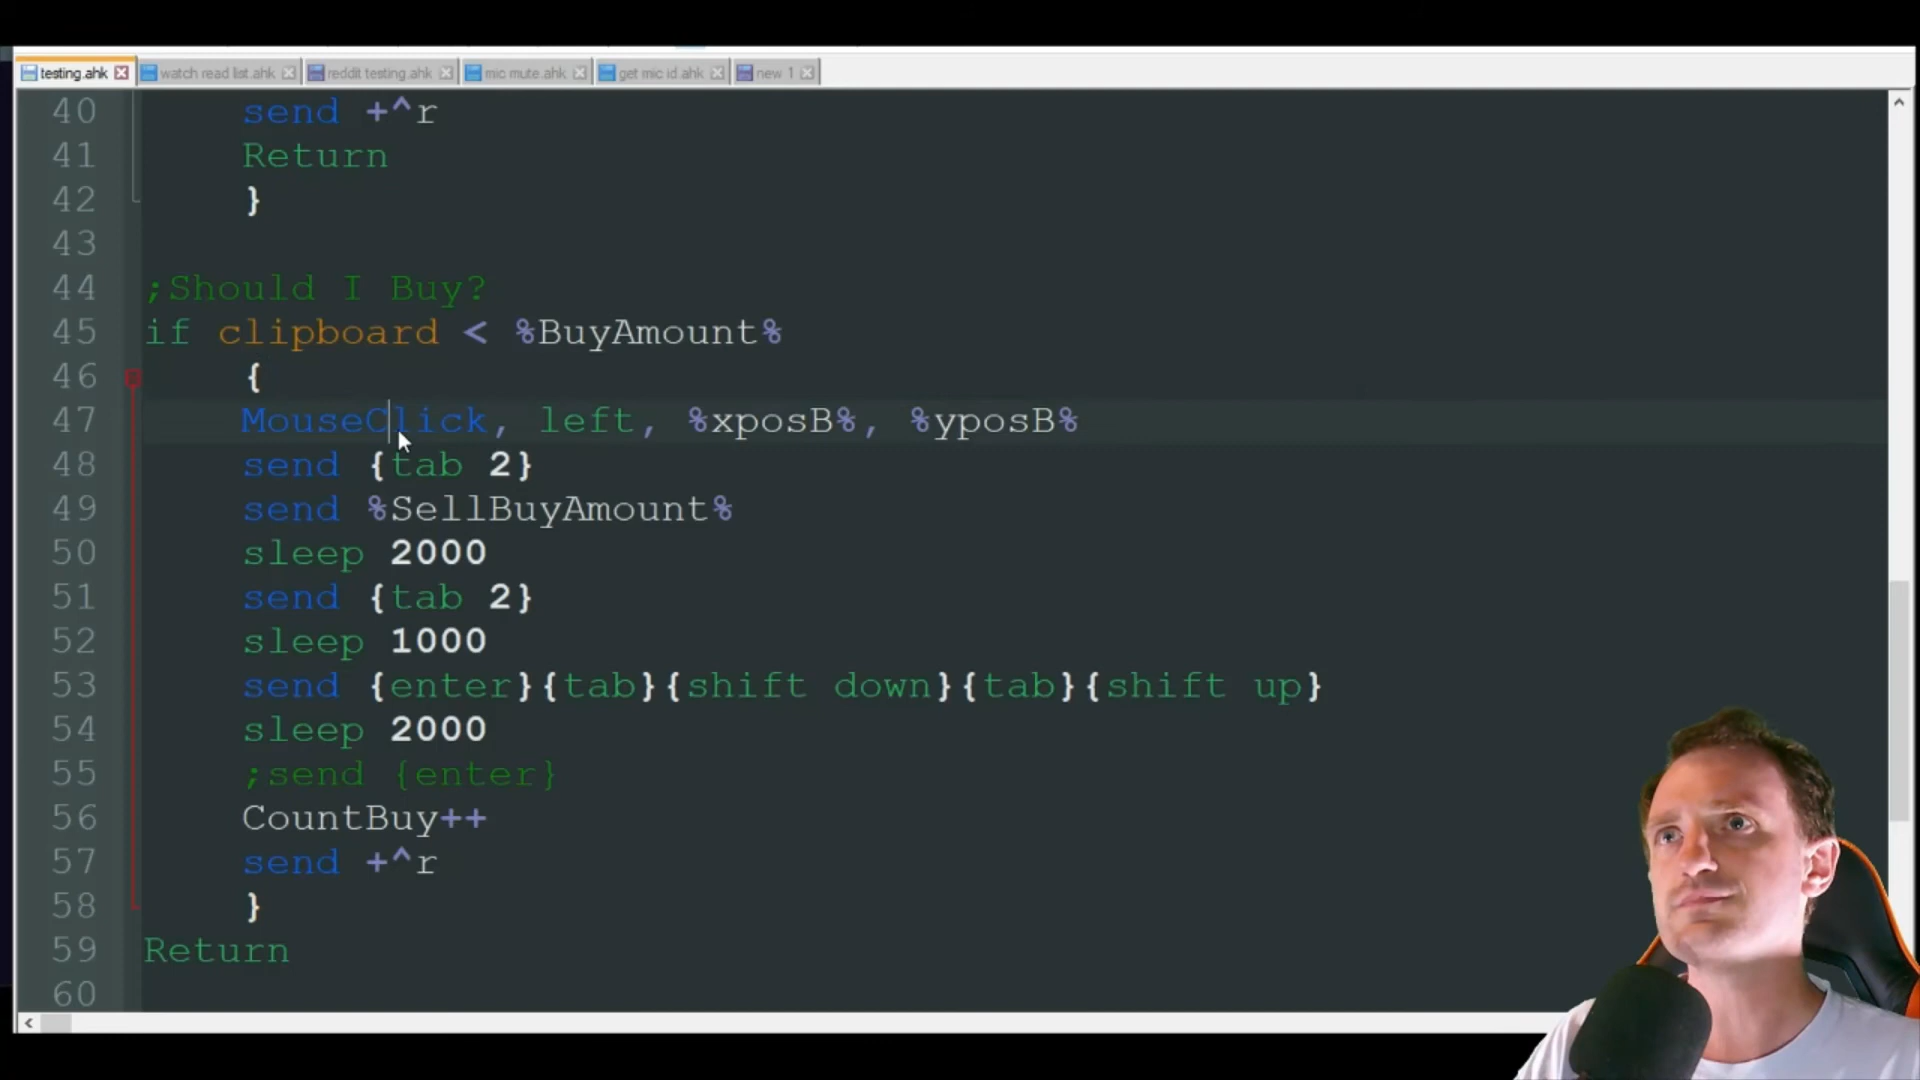 testing.ahk watch read list.ahk reddit testing.ahk mic mute.ahk get mic id.ahk new 1
40 send +^r
41 Return
42 }
43
44 ;Should I Buy?
45 if clipboard < %BuyAmount%
46 {
47 MouseClick, left, %xposB%, %yposB%
48 send {tab 2}
49 send %SellBuyAmount%
50 sleep 2000
51 send {tab 2}
52 sleep 1000
53 send {enter}{tab}{shift down}{tab}{shift up}
54 sleep 2000
55 ;send {enter}
56 CountBuy++
57 send +^r
58 }
59 Return
60